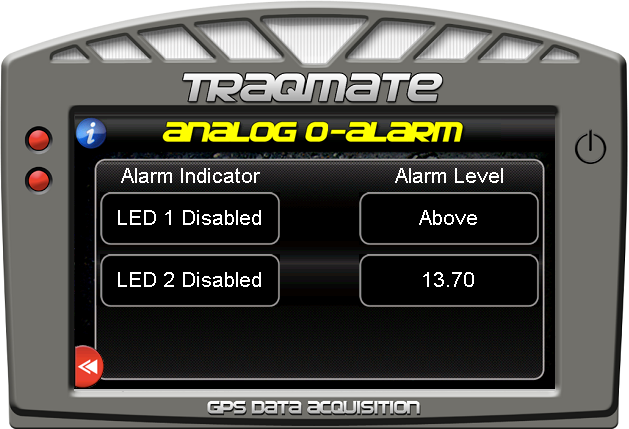 TRAQMATE
ANALOG 0-ALARM
Alarm Indicator Alarm Level
LED 1 Disabled Above
LED 2 Disabled 13.70
GPS DATA ACQUISITION